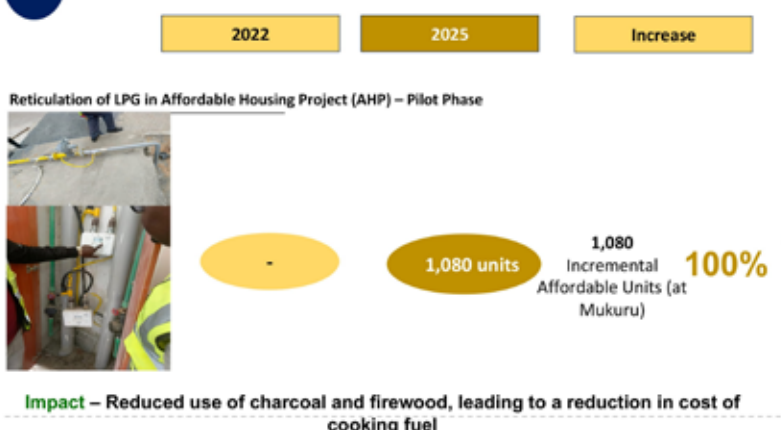 2022
2025
Increase
Reticulation of LPG in Affordable Housing Project (AHP) – Pilot Phase
-
1,080 units
1,080
Incremental
Affordable Units (at
Mukuru)
100%
Impact – Reduced use of charcoal and firewood, leading to a reduction in cost of
cooking fuel